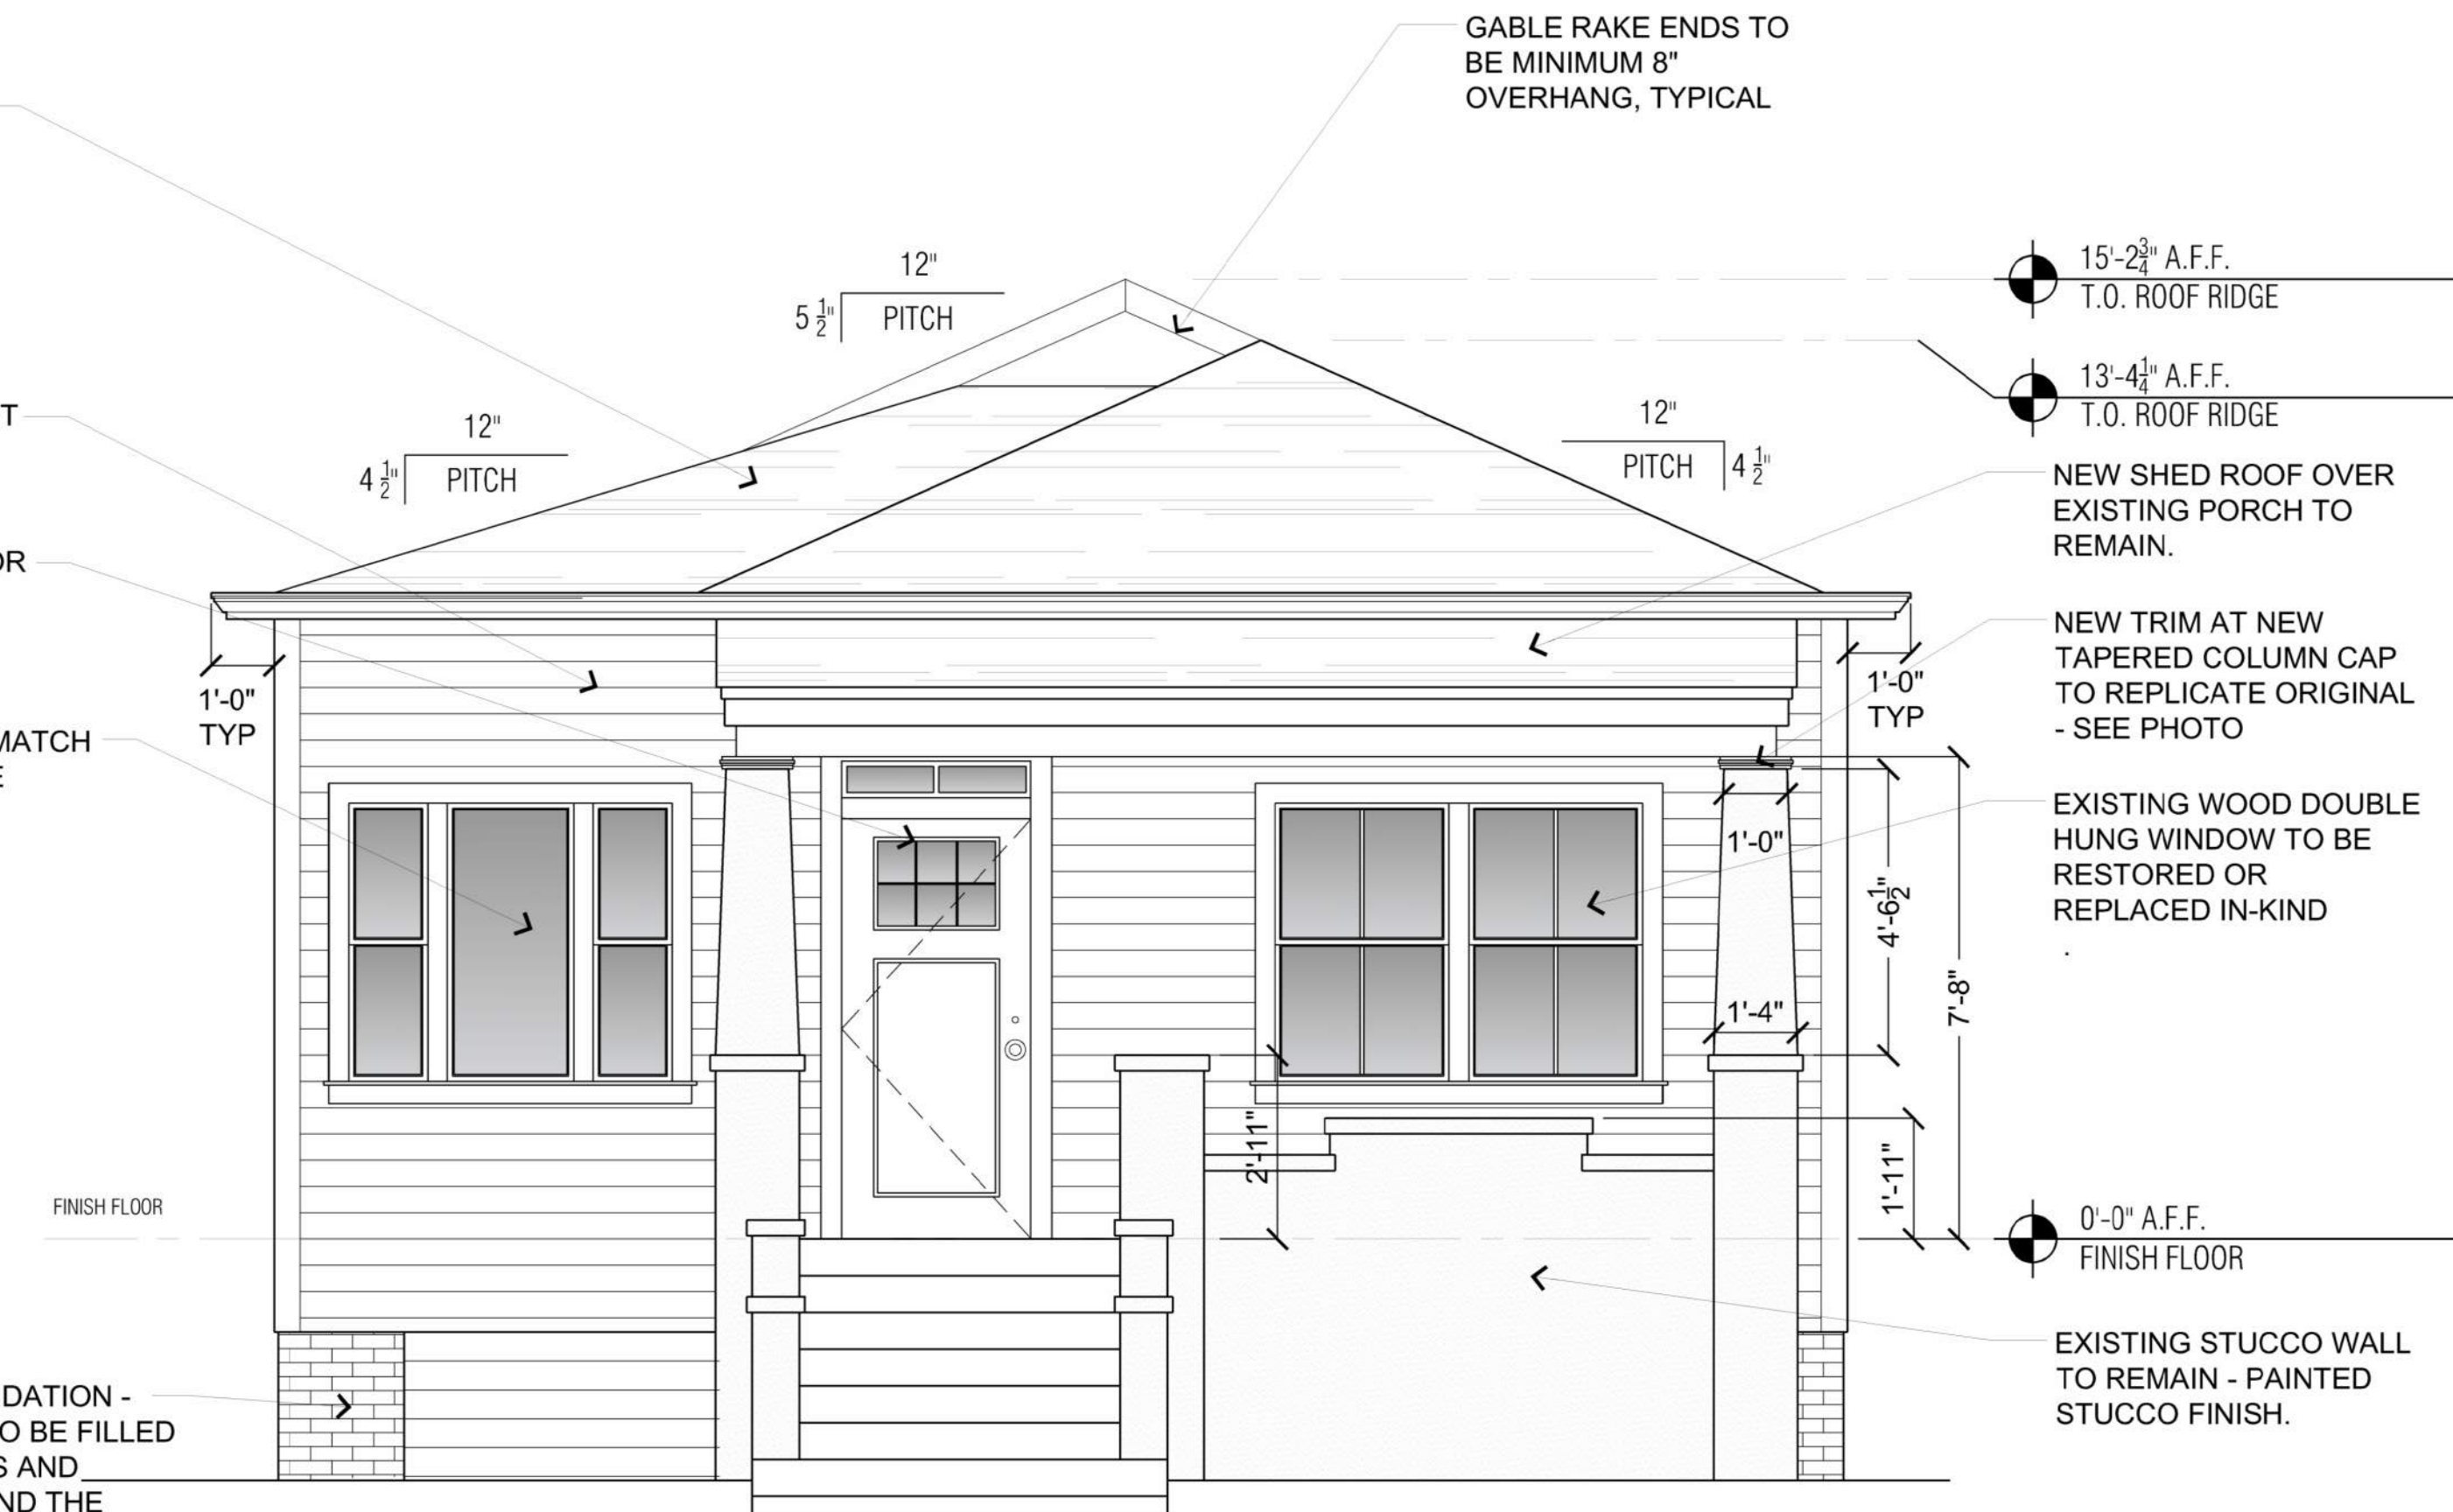 GABLE RAKE ENDS TO
BE MINIMUM 8"
OVERHANG, TYPICAL
15'-2 3/4" A.F.F.
T.O. ROOF RIDGE
13'-4 1/4" A.F.F.
T.O. ROOF RIDGE
12"
5 1/2" PITCH
12"
4 1/2" PITCH
12"
PITCH 4 1/2"
T
OR
MATCH
NEW SHED ROOF OVER
EXISTING PORCH TO
REMAIN.
NEW TRIM AT NEW
TAPERED COLUMN CAP
TO REPLICATE ORIGINAL
- SEE PHOTO
1'-0"
TYP
1'-0"
TYP
EXISTING WOOD DOUBLE
HUNG WINDOW TO BE
RESTORED OR
REPLACED IN-KIND
.
1'-0"
4'-6 1/2"
7'-8"
1'-4"
2'-11"
1'-11"
FINISH FLOOR
0'-0" A.F.F.
FINISH FLOOR
EXISTING STUCCO WALL
TO REMAIN - PAINTED
STUCCO FINISH.
DATION -
O BE FILLED
S AND
ND THE